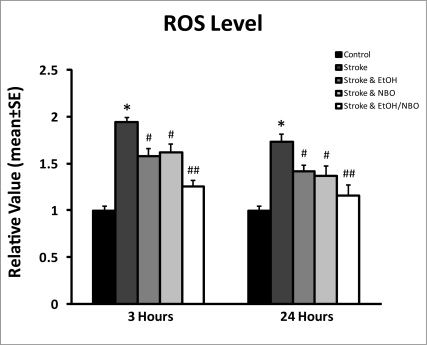 ROS Level
Control
Stroke
Stroke & EtOH
Stroke & NBO
Stroke & EtOH/NBO
Relative Value (mean±SE)
2.5
2
1.5
1
0.5
0
*
#
#
##
*
#
#
##
3 Hours
24 Hours